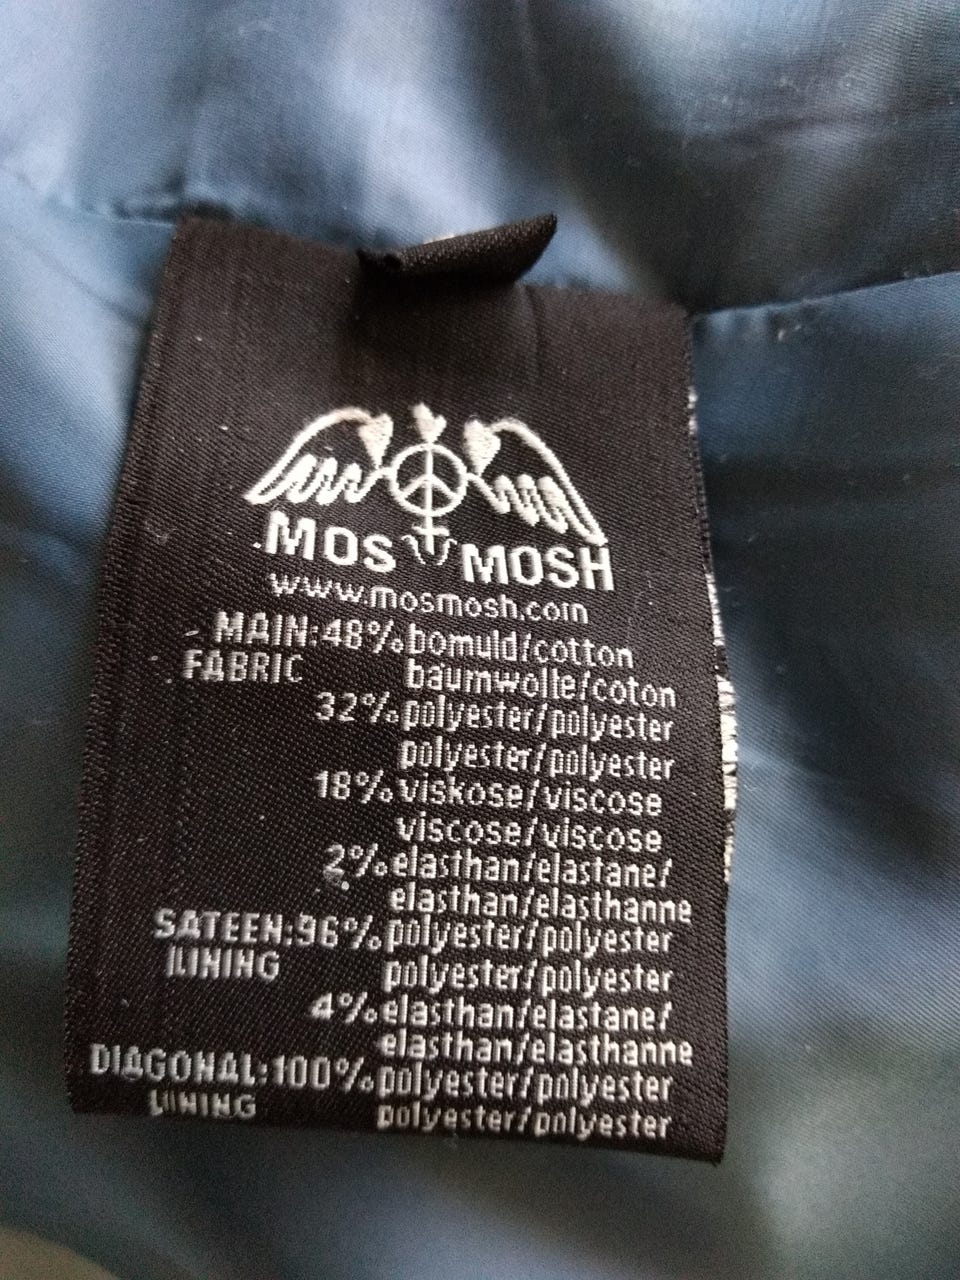 MOS MOSH
www.mosmosh.com
MAIN:48% bomuld/cotton
FABRIC baumwolle/coton
32% polyester/polyester
polyester/polyester
18% viskose/viscose
viscose/viscose
2% elasthan/elastane/
elasthan/elasthanne
SATEEN:96% polyester/polyester
LINING polyester/polyester
4% elasthan/elastane/
elasthan/elasthanne
DIAGONAL:100% polyester/polyester
LINING polyester/polyester